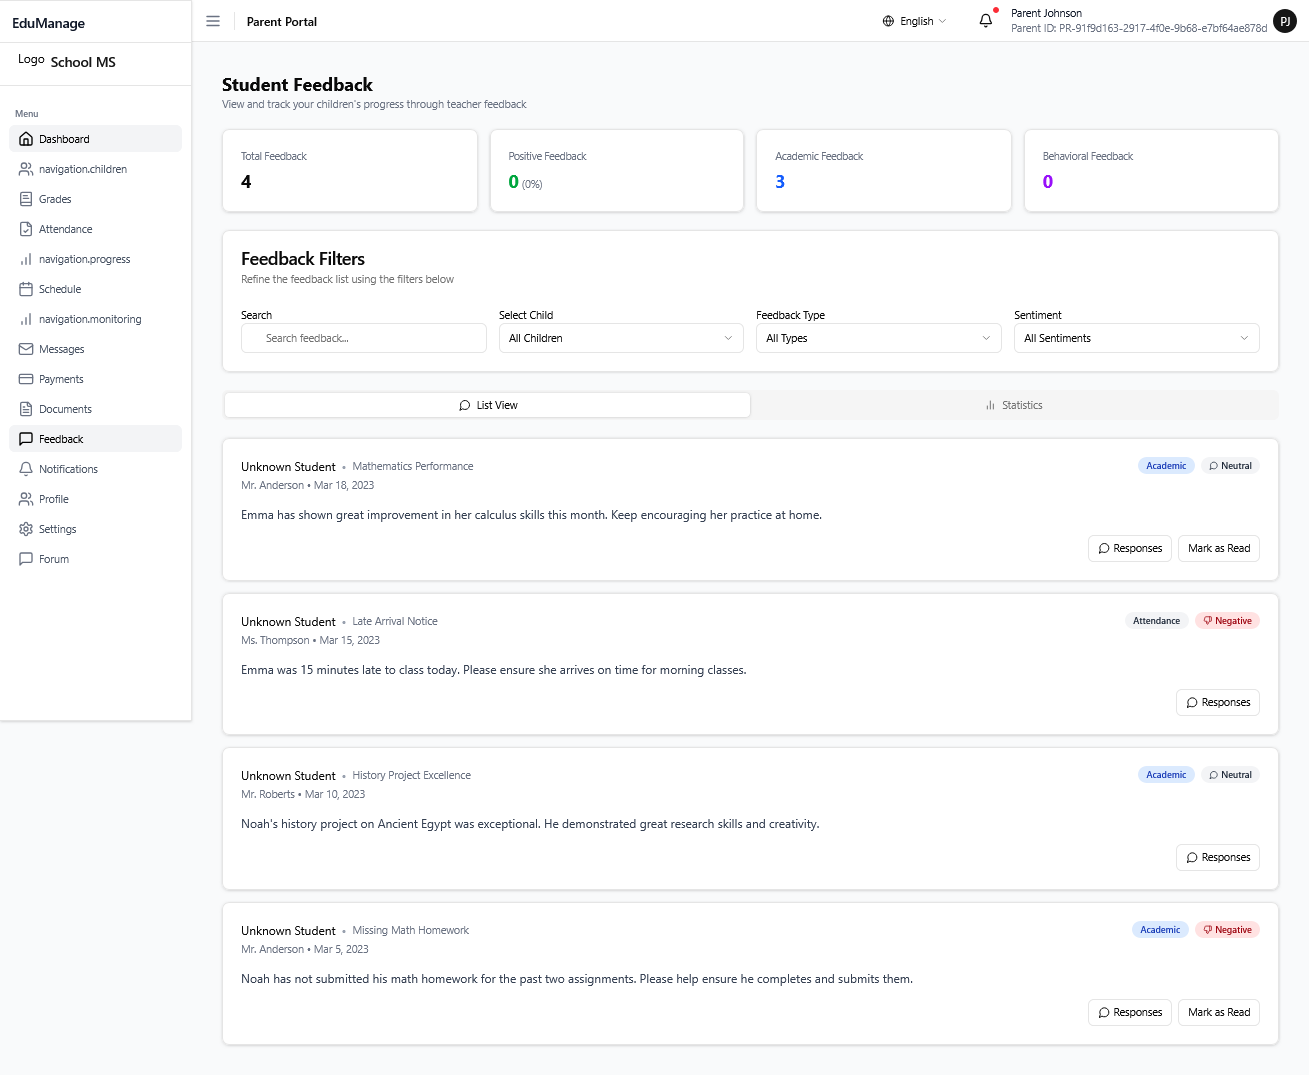 EduManage
Parent Portal
English
Parent Johnson
Parent ID: PR-91f9d163-2917-4f0e-9b68-e7bf64ae878d
PJ
Logo School MS
Menu
Dashboard
navigation.children
Grades
Attendance
navigation.progress
Schedule
navigation.monitoring
Messages
Payments
Documents
Feedback
Notifications
Profile
Settings
Forum
Student Feedback
View and track your children's progress through teacher feedback
Total Feedback
4
Positive Feedback
0 (0%)
Academic Feedback
3
Behavioral Feedback
0
Feedback Filters
Refine the feedback list using the filters below
Search
Search feedback...
Select Child
All Children
Feedback Type
All Types
Sentiment
All Sentiments
List View
Statistics
Unknown Student • Mathematics Performance
Academic Neutral
Mr. Anderson • Mar 18, 2023
Emma has shown great improvement in her calculus skills this month. Keep encouraging her practice at home.
Responses Mark as Read
Unknown Student • Late Arrival Notice
Attendance Negative
Ms. Thompson • Mar 15, 2023
Emma was 15 minutes late to class today. Please ensure she arrives on time for morning classes.
Responses
Unknown Student • History Project Excellence
Academic Neutral
Mr. Roberts • Mar 10, 2023
Noah's history project on Ancient Egypt was exceptional. He demonstrated great research skills and creativity.
Responses
Unknown Student • Missing Math Homework
Academic Negative
Mr. Anderson • Mar 5, 2023
Noah has not submitted his math homework for the past two assignments. Please help ensure he completes and submits them.
Responses Mark as Read